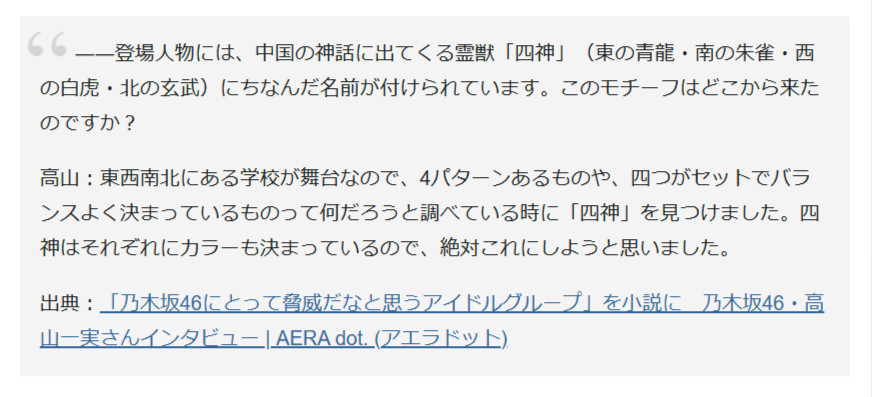 ――登場人物には、中国の神話に出てくる霊獣「四神」（東の青龍・南の朱雀・西
の白虎・北の玄武）にちなんだ名前が付けられています。このモチーフはどこから来た
のですか？
高山：東西南北にある学校が舞台なので、4パターンあるものや、四つがセットでバラ
ンスよく決まっているものって何だろうと調べている時に「四神」を見つけました。四
神はそれぞれにカラーも決まっているので、絶対これにしようと思いました。
出典：「乃木坂46にとって脅威だなと思うアイドルグループ」を小説に　乃木坂46・高
山一実さんインタビュー | AERA dot. (アエラドット)